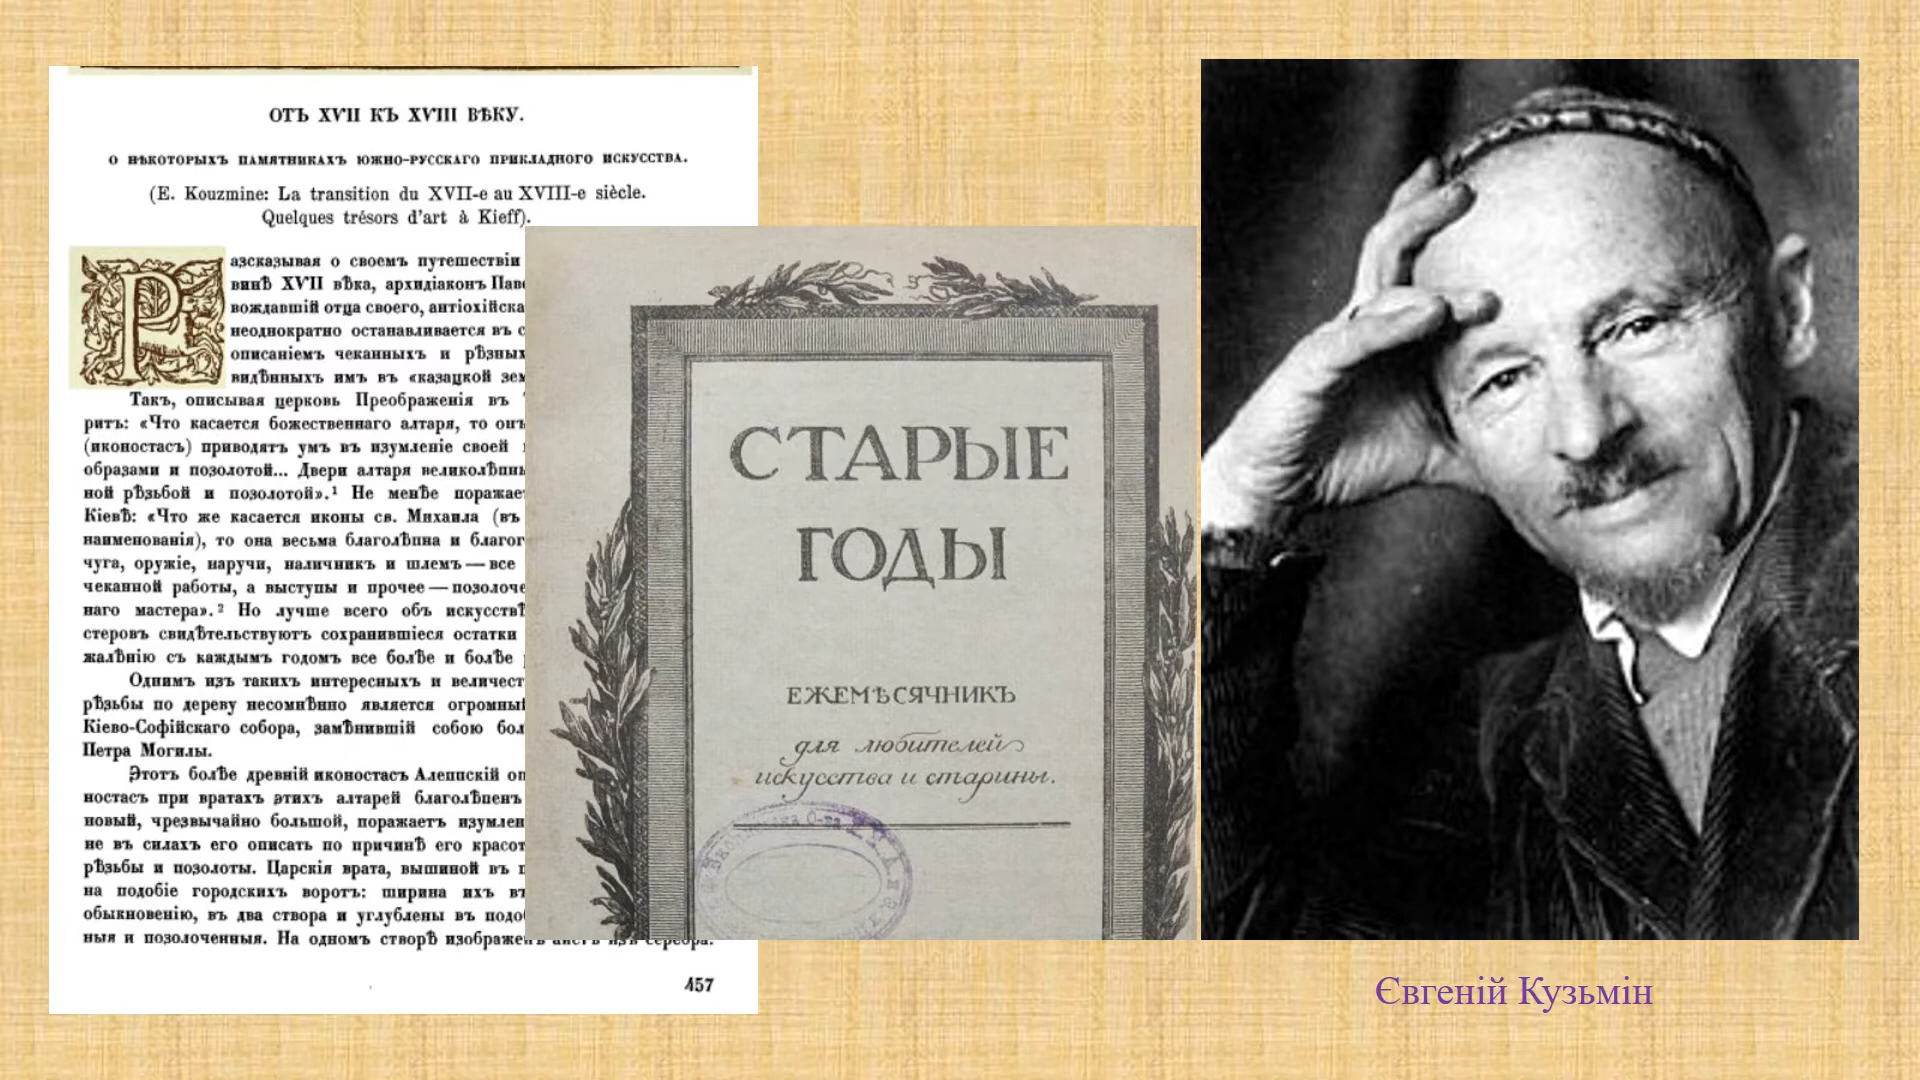 ОТЪ XVII КЪ XVIII ВѢКУ.
О НѢКОТОРЫХЪ ПАМЯТНИКАХЪ ЮЖНО-РУССКАГО ПРИКЛАДНОГО ИСКУССТВА.
(E. Kouzmine: La transition du XVII-e au XVIII-e siècle.
Quelques trésors d'art à Kieff).
Разсказывая о своемъ путешествіи
винѣ XVII вѣка, архидіаконъ
вождавшій отца своего,
неоднократно останавливается въ
описаніемъ чеканныхъ и
видѣнныхъ имъ въ «казацкой
Такъ, описывая церковь Преображенія въ
ритъ: «Что касается божественнаго алтаря, то
(иконостасъ) приводятъ умъ въ изумленіе своей
образами и позолотой... Двери алтаря
ной рѣзьбой и позолотой».¹ Не менѣе
Кіевѣ: «Что же касается иконы св. Михаила (въ
наименованія), то она весьма благолѣпна и
чуга, оружіе, наручи, наличникъ и шлемъ — все
чеканной работы, а выступы и прочее —
наго мастера».² Но лучше всего объ
стеровъ свидѣтельствуютъ сохранившіеся остатки
жалѣнію съ каждымъ годомъ все болѣе и болѣе
Однимъ изъ такихъ интересныхъ и
рѣзьбы по дереву несомнѣнно является
Кіево-Софійскаго собора, замѣнившій собою
Петра Могилы.
Этотъ болѣе древній иконостасъ Алеппскій
ностасъ при вратахъ этихъ алтарей благолѣпенъ
новый, чрезвычайно большой, поражаетъ
не въ силахъ его описать по причинѣ его
рѣзьбы и позолоты. Царскія врата, вышиной въ
на подобіе городскихъ воротъ: ширина ихъ
обыкновенію, въ два створа и углублены въ
ныя и позолоченныя. На одномъ створѣ изображенъ аистъ изъ серебра:
457
СТАРЫЕ
ГОДЫ
ЕЖЕМѢСЯЧНИКЪ
для любителей
искусства и старины.
Євгеній Кузьмін